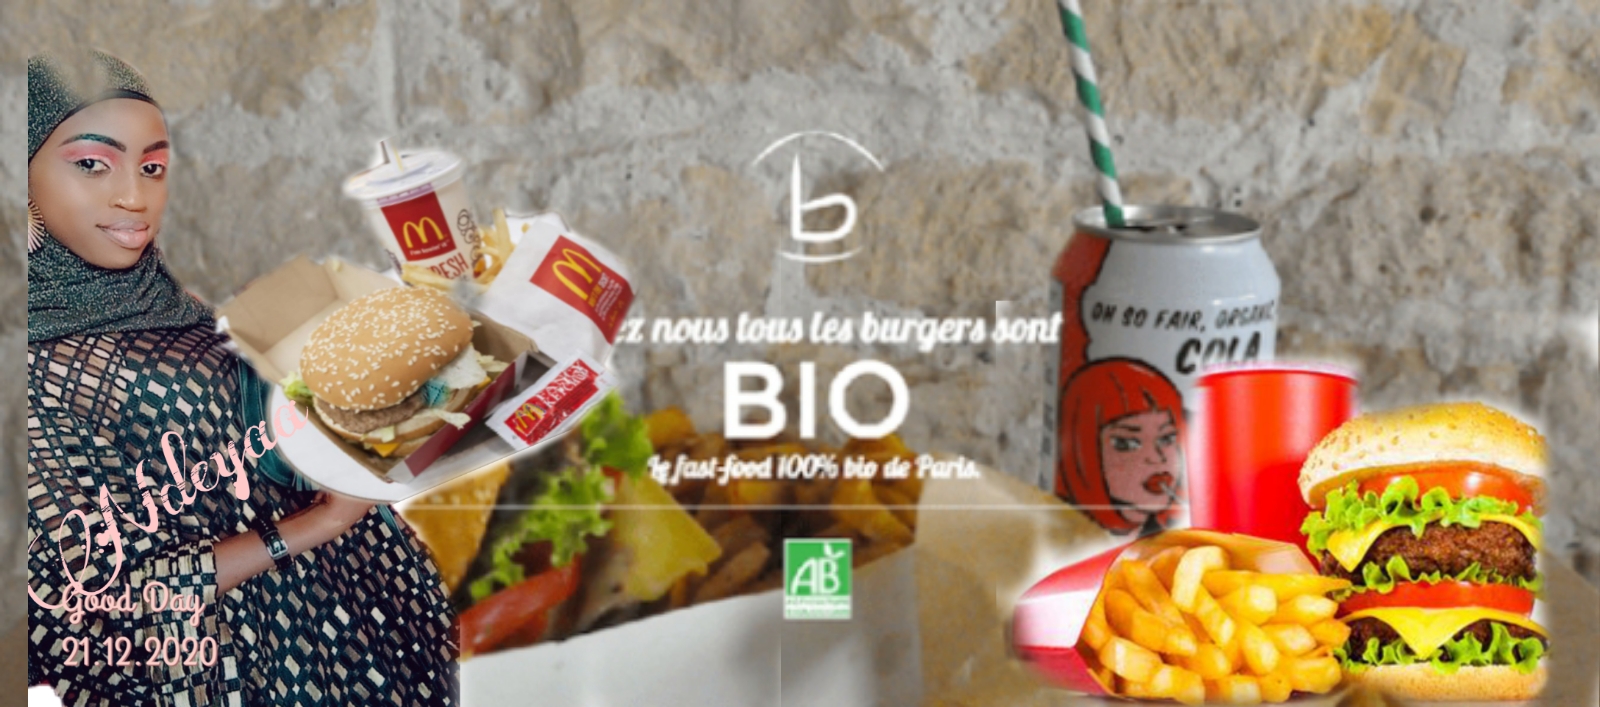 b
M
M
M
ez nous tous les burgers sont
BIO
le fast-food 100% bio de Paris.
OH SO FAIR, ORGANIC
COLA
AB
Good Day
21.12.2020